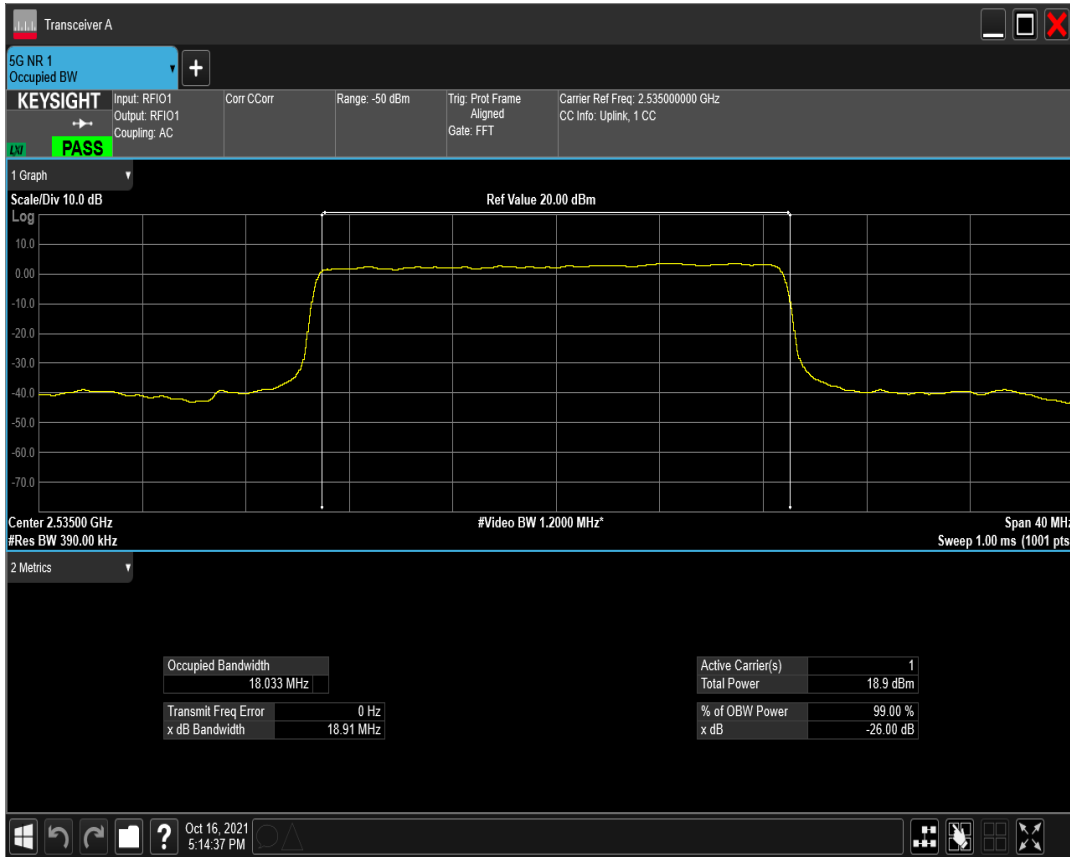 Transceiver A
5G NR 1
Occupied BW
KEYSIGHT
LXI
PASS
Input: RFIO1
Output: RFIO1
Coupling: AC
Corr CCorr
Range: -50 dBm
Trig: Prot Frame
Aligned
Gate: FFT
Carrier Ref Freq: 2.535000000 GHz
CC Info: Uplink, 1 CC
1 Graph
Scale/Div 10.0 dB
Ref Value 20.00 dBm
Log
10.0
0.00
-10.0
-20.0
-30.0
-40.0
-50.0
-60.0
-70.0
Center 2.53500 GHz
#Video BW 1.2000 MHz*
Span 40 MHz
#Res BW 390.00 kHz
Sweep 1.00 ms (1001 pts
2 Metrics
Occupied Bandwidth
18.033 MHz
Transmit Freq Error 0 Hz
x dB Bandwidth 18.91 MHz
Active Carrier(s) 1
Total Power 18.9 dBm
% of OBW Power 99.00 %
x dB -26.00 dB
?
Oct 16, 2021
5:14:37 PM